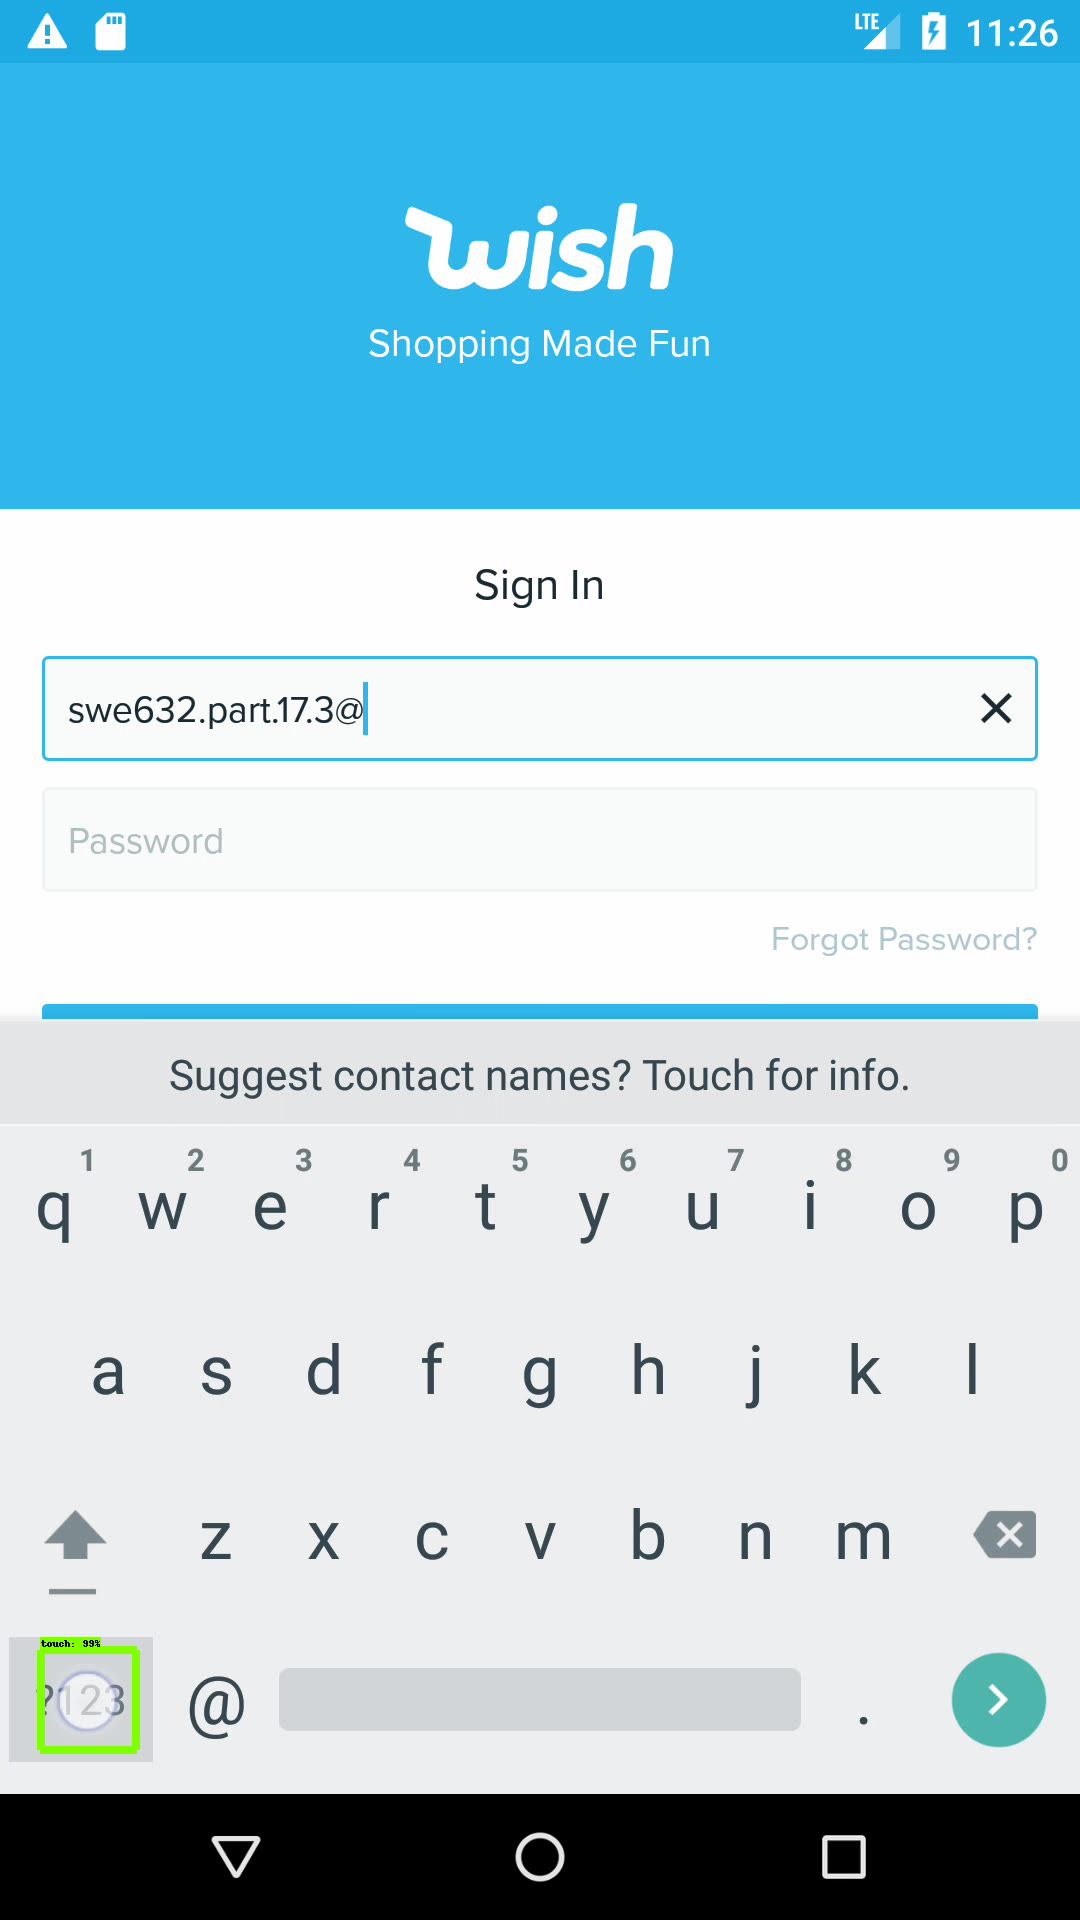 LTE 11:26
wish
Shopping Made Fun
Sign In
swe632.part.17.3@
Password
Forgot Password?
Suggest contact names? Touch for info.
1 2 3 4 5 6 7 8 9 0
q w e r t y u i o p
a s d f g h j k l
z x c v b n m
touch: 99%
?123 @ .